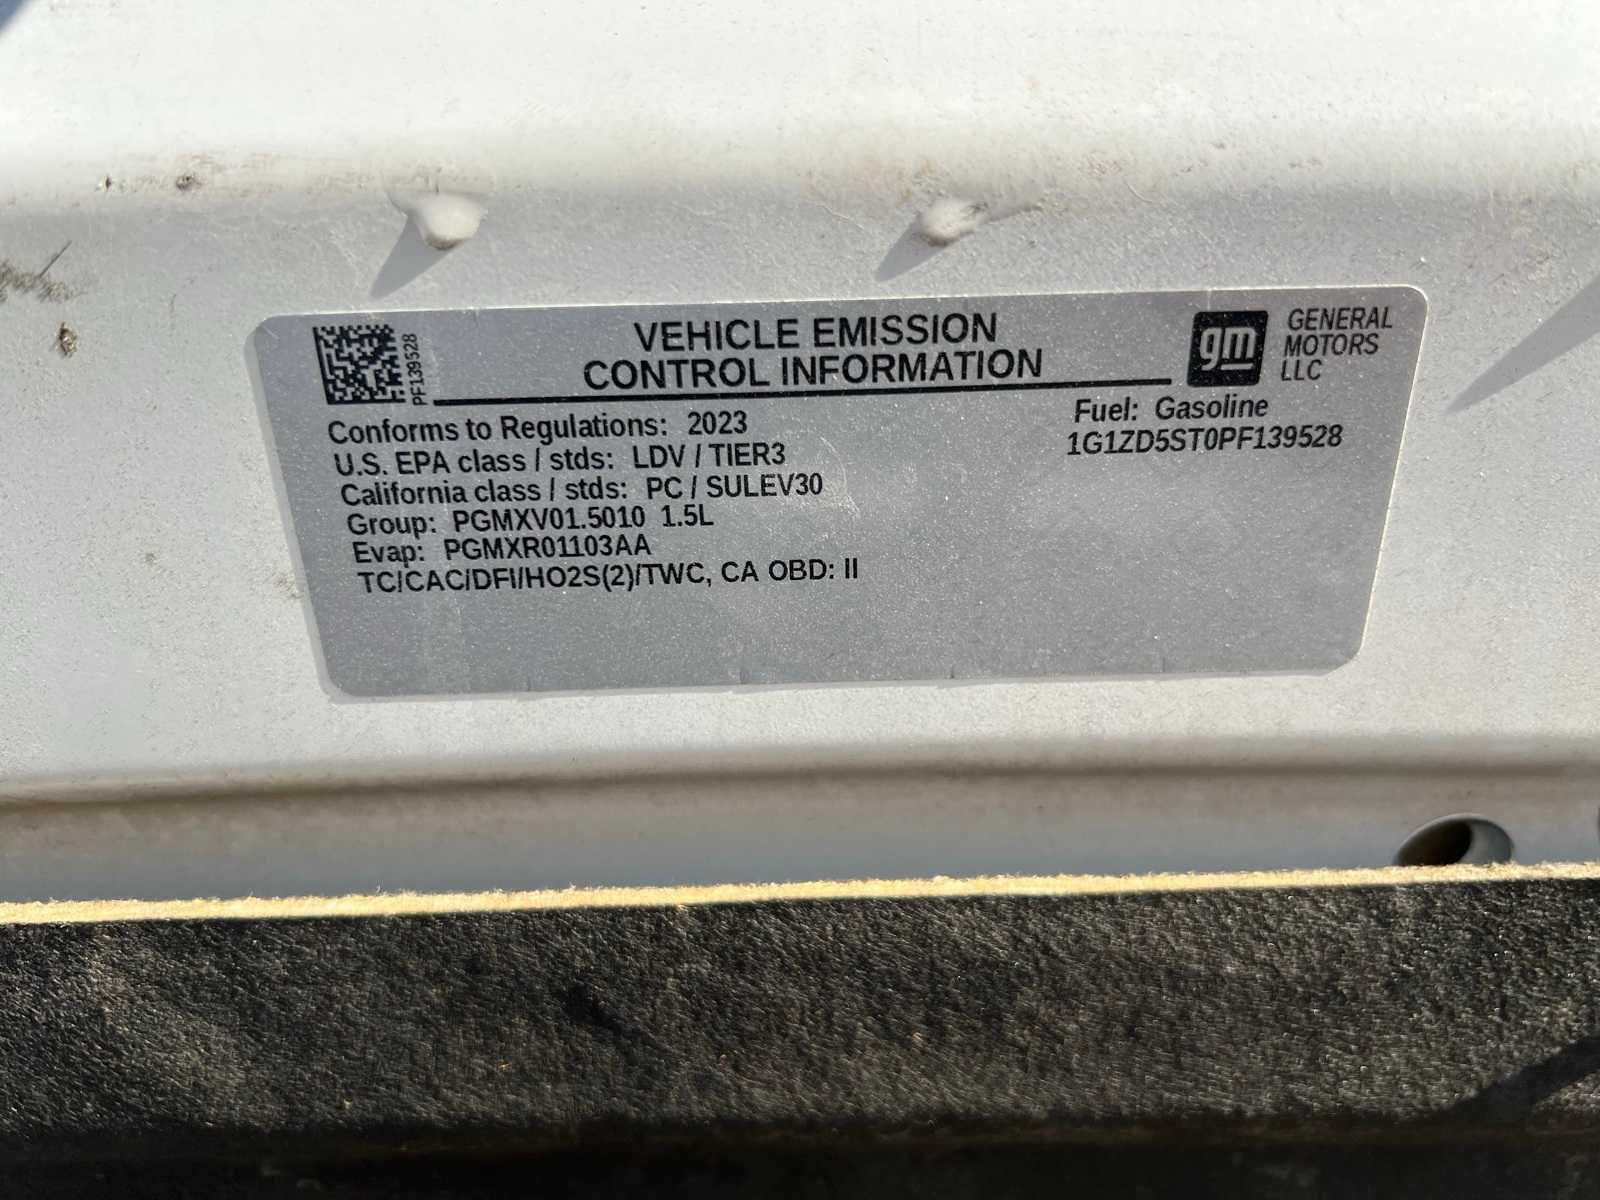 PF139528
VEHICLE EMISSION
CONTROL INFORMATION
gm
GENERAL
MOTORS
LLC
Conforms to Regulations: 2023
U.S. EPA class / stds: LDV / TIER3
California class / stds: PC / SULEV30
Group: PGMXV01.5010 1.5L
Evap: PGMXR01103AA
TC/CAC/DFI/HO2S(2)/TWC, CA OBD: II
Fuel: Gasoline
1G1ZD5ST0PF139528